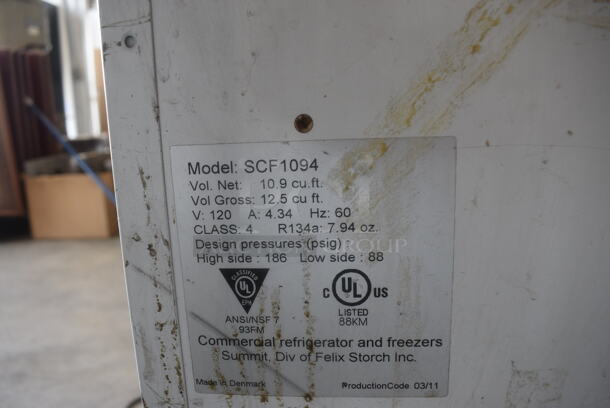 Model: SCF1094
Vol. Net: 10.9 cu.ft.
Vol Gross: 12.5 cu.ft.
V: 120 A: 4.34 Hz: 60
CLASS: 4 R134a: 7.94 oz.
Design pressures (psig)
GROUP
High side : 186 Low side : 88
CLASSIFIED
UL
EPH
C UL US
ANSI/NSF 7
93FM
LISTED
88KM
Commercial refrigerator and freezers
Summit, Div of Felix Storch Inc.
Made in Denmark ProductionCode 03/11